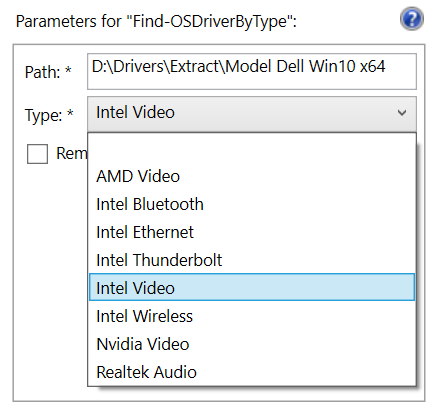 Parameters for "Find-OSDriverByType":
Path: * D:\Drivers\Extract\Model Dell Win10 x64
Type: * Intel Video
Rem
AMD Video
Intel Bluetooth
Intel Ethernet
Intel Thunderbolt
Intel Video
Intel Wireless
Nvidia Video
Realtek Audio